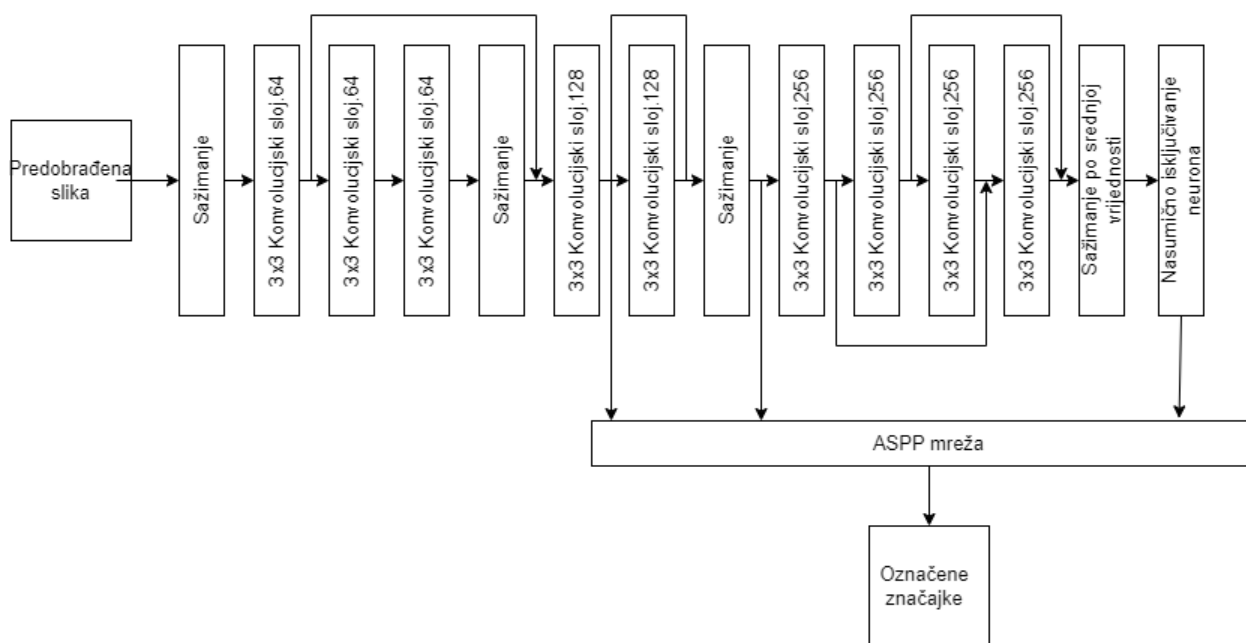 Predobrađena
slika
Sažimanje
3x3 Konvolucijski sloj.64
3x3 Konvolucijski sloj.64
3x3 Konvolucijski sloj.64
Sažimanje
3x3 Konvolucijski sloj.128
3x3 Konvolucijski sloj.128
Sažimanje
3x3 Konvolucijski sloj.256
3x3 Konvolucijski sloj.256
3x3 Konvolucijski sloj.256
3x3 Konvolucijski sloj.256
Sažimanje po srednjoj
vrijednosti
Nasumično isključivanje
neurona
ASPP mreža
Označene
značajke